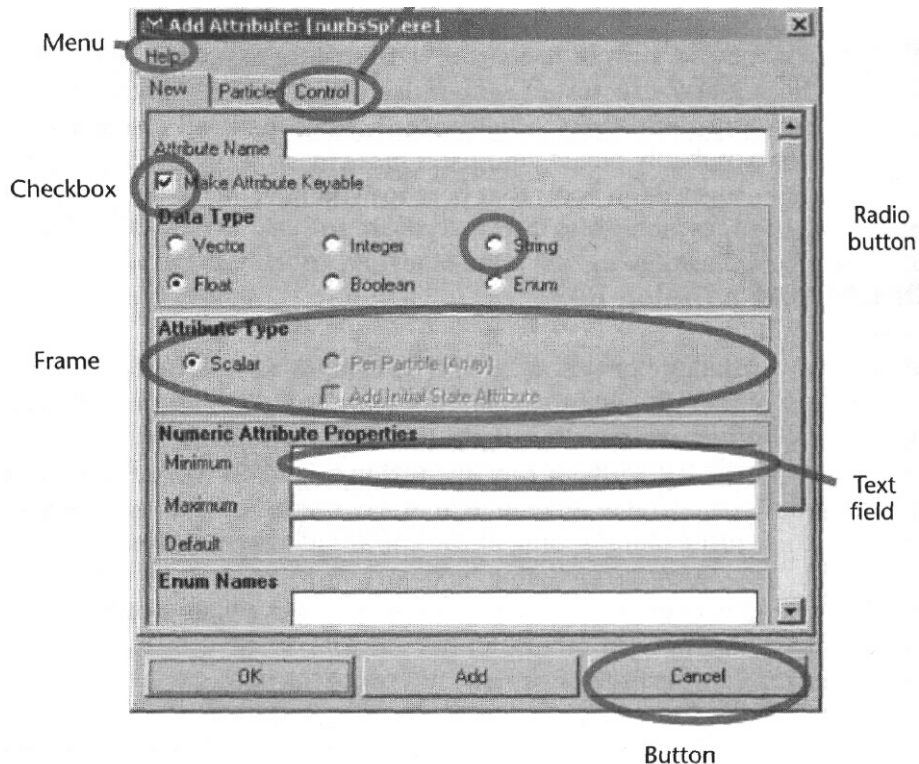 Add Attribute: |nurbsSphere1
Menu
Help
New Particle Control
Attribute Name
Checkbox
Make Attribute Keyable
Data Type
Vector Integer String
Radio
button
Float Boolean Enum
Attribute Type
Frame
Scalar Per Particle (Array)
Add Initial State Attribute
Numeric Attribute Properties
Minimum
Text
field
Maximum
Default
Enum Names
OK Add Cancel
Button